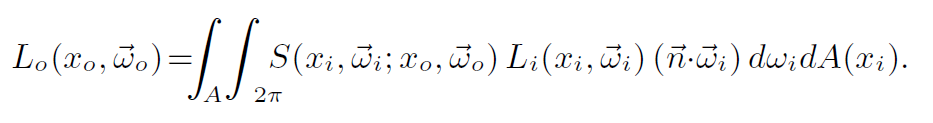 $L_o(x_o, \vec{\omega}_o) = \int_A \int_{2\pi} S(x_i, \vec{\omega}_i; x_o, \vec{\omega}_o) \, L_i(x_i, \vec{\omega}_i) \, (\vec{n} \cdot \vec{\omega}_i) \, d\omega_i dA(x_i).$